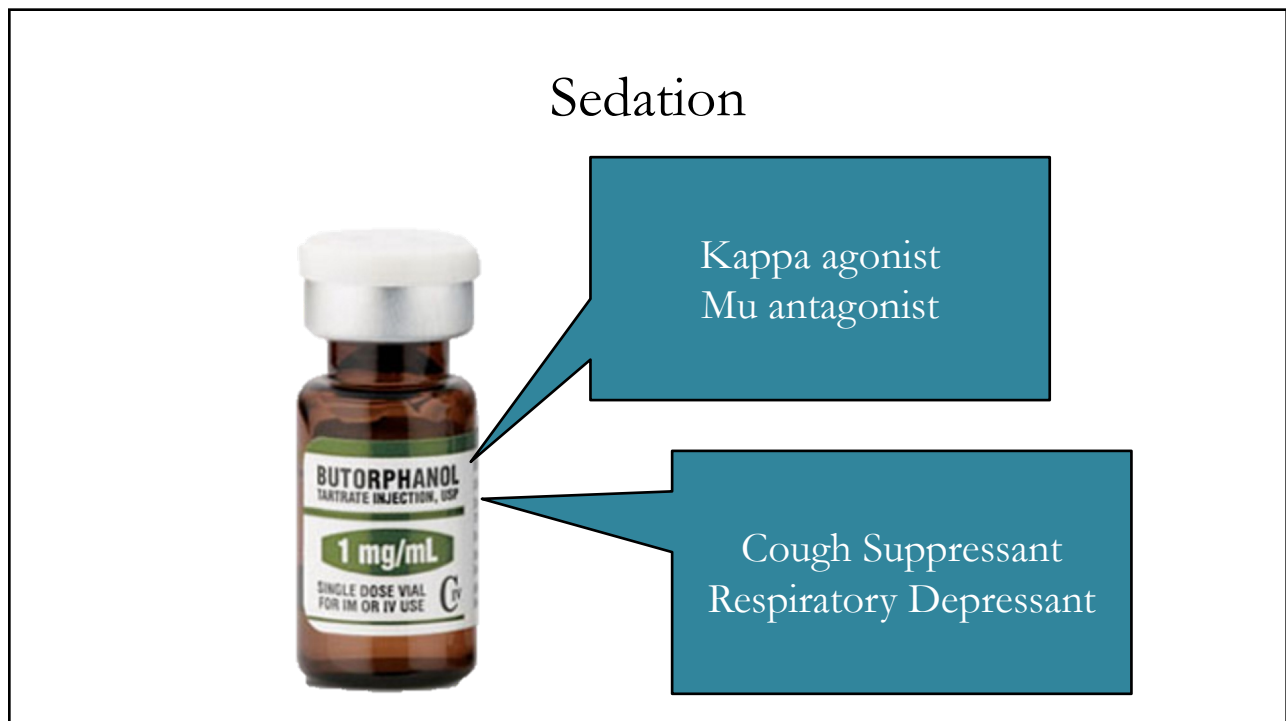 Sedation
Kappa agonist
Mu antagonist
BUTORPHANOL
TARTRATE INJECTION, USP
1 mg/mL
SINGLE DOSE VIAL
FOR IM OR IV USE
CIV
Cough Suppressant
Respiratory Depressant